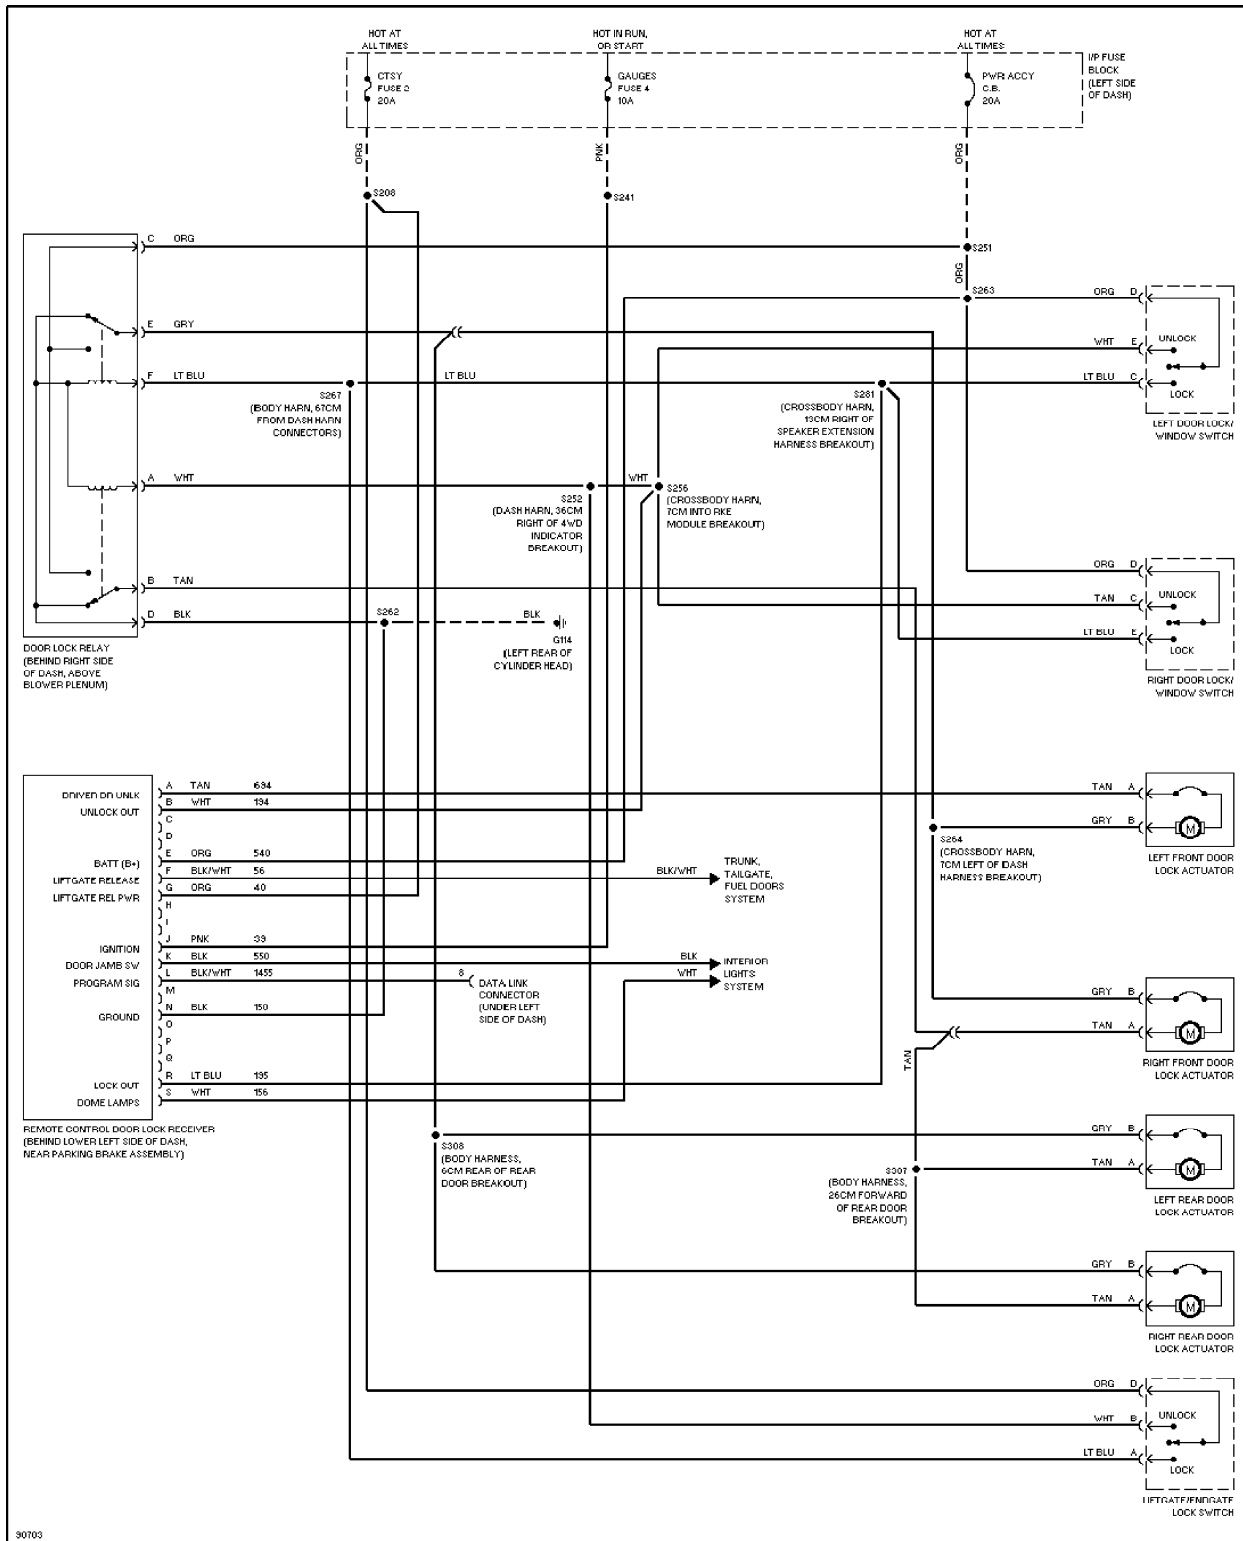 HOT AT
ALL TIMES
HOT IN RUN,
OR START
HOT AT
ALL TIMES
CTSY
FUSE 2
20A
GAUGES
FUSE 4
10A
PWR ACCY
C.B.
20A
I/P FUSE
BLOCK
(LEFT SIDE
OF DASH)
ORG
PNK
ORG
S208
S241
C ORG
S251
ORG
S263
ORG D
E GRY
WHT E
UNLOCK
F LT BLU
LT BLU
LT BLU C
LOCK
S267
(BODY HARN, 67CM
FROM DASH HARN
CONNECTORS)
S281
(CROSSBODY HARN,
19CM RIGHT OF
SPEAKER EXTENSION
HARNESS BREAKOUT)
LEFT DOOR LOCK/
WINDOW SWITCH
A WHT
WHT
S252
(DASH HARN, 36CM
RIGHT OF 4WD
INDICATOR
BREAKOUT)
S256
(CROSSBODY HARN,
7CM INTO RKE
MODULE BREAKOUT)
B TAN
D BLK
S262
BLK
G114
(LEFT REAR OF
CYLINDER HEAD)
ORG D
UNLOCK
TAN C
LT BLU E
LOCK
RIGHT DOOR LOCK/
WINDOW SWITCH
DOOR LOCK RELAY
(BEHIND RIGHT SIDE
OF DASH, ABOVE
BLOWER PLENUM)
DRIVER DR UNLK A TAN 694
UNLOCK OUT B WHT 194
C
D
BATT (B+) E ORG 540
LIFTGATE RELEASE F BLK/WHT 56
LIFTGATE REL PWR G ORG 40
H
I
IGNITION J PNK 39
DOOR JAMB SW K BLK 550
PROGRAM SIG L BLK/WHT 1455
M
GROUND N BLK 150
O
P
Q
LOCK OUT R LT BLU 195
DOME LAMPS S WHT 156
REMOTE CONTROL DOOR LOCK RECEIVER
(BEHIND LOWER LEFT SIDE OF DASH,
NEAR PARKING BRAKE ASSEMBLY)
BLK/WHT
TRUNK,
TAILGATE,
FUEL DOORS
SYSTEM
BLK
WHT
INTERIOR
LIGHTS
SYSTEM
8
DATA LINK
CONNECTOR
(UNDER LEFT
SIDE OF DASH)
TAN A
GRY B
M
LEFT FRONT DOOR
LOCK ACTUATOR
S264
(CROSSBODY HARN,
7CM LEFT OF DASH
HARNESS BREAKOUT)
GRY B
TAN A
M
RIGHT FRONT DOOR
LOCK ACTUATOR
TAN
S308
(BODY HARNESS,
6CM REAR OF REAR
DOOR BREAKOUT)
GRY B
S307
(BODY HARNESS,
26CM FORWARD
OF REAR DOOR
BREAKOUT)
TAN A
M
LEFT REAR DOOR
LOCK ACTUATOR
GRY B
TAN A
M
RIGHT REAR DOOR
LOCK ACTUATOR
ORG D
WHT B
UNLOCK
LT BLU A
LOCK
LIFTGATE/ENDGATE
LOCK SWITCH
90703